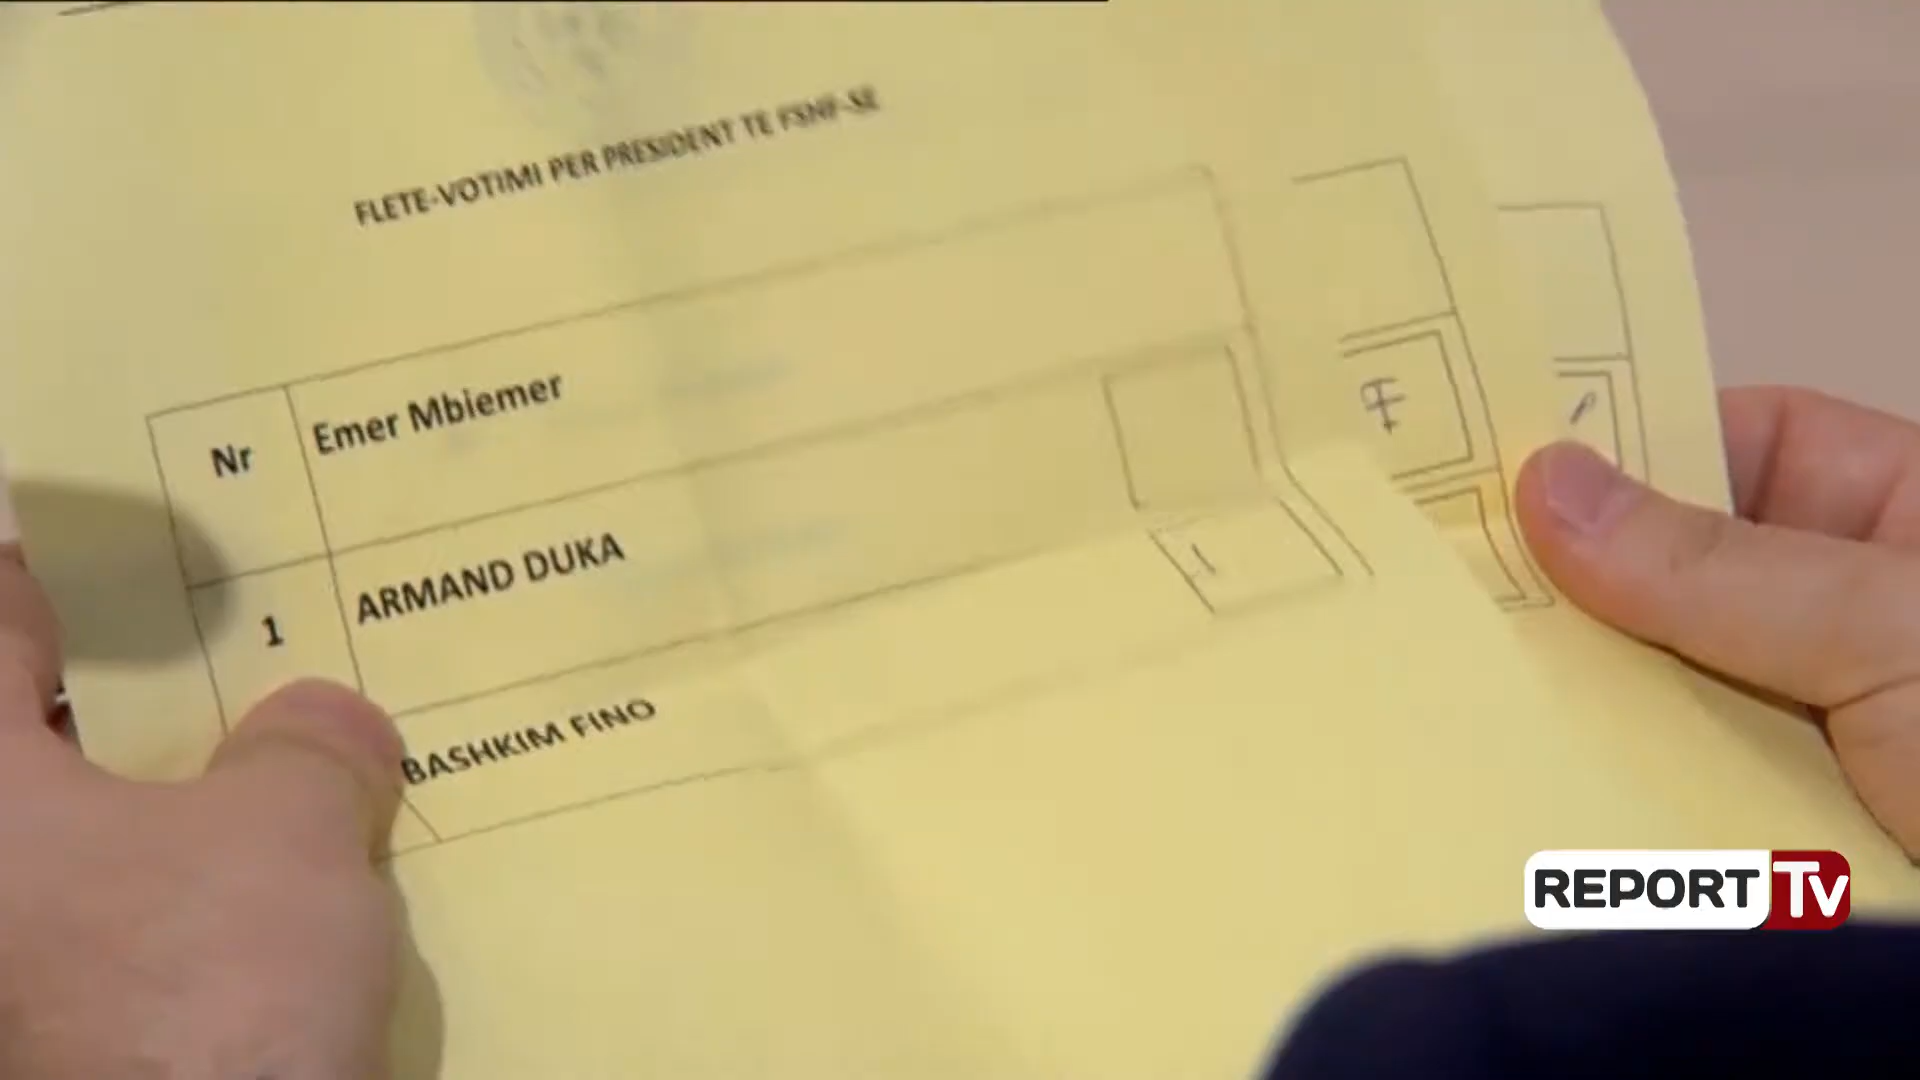 FLETE-VOTIMI PER PRESIDENT TE FSHF-SE
Nr Emer Mbiemer
1 ARMAND DUKA
BASHKIM FINO
REPORT Tv